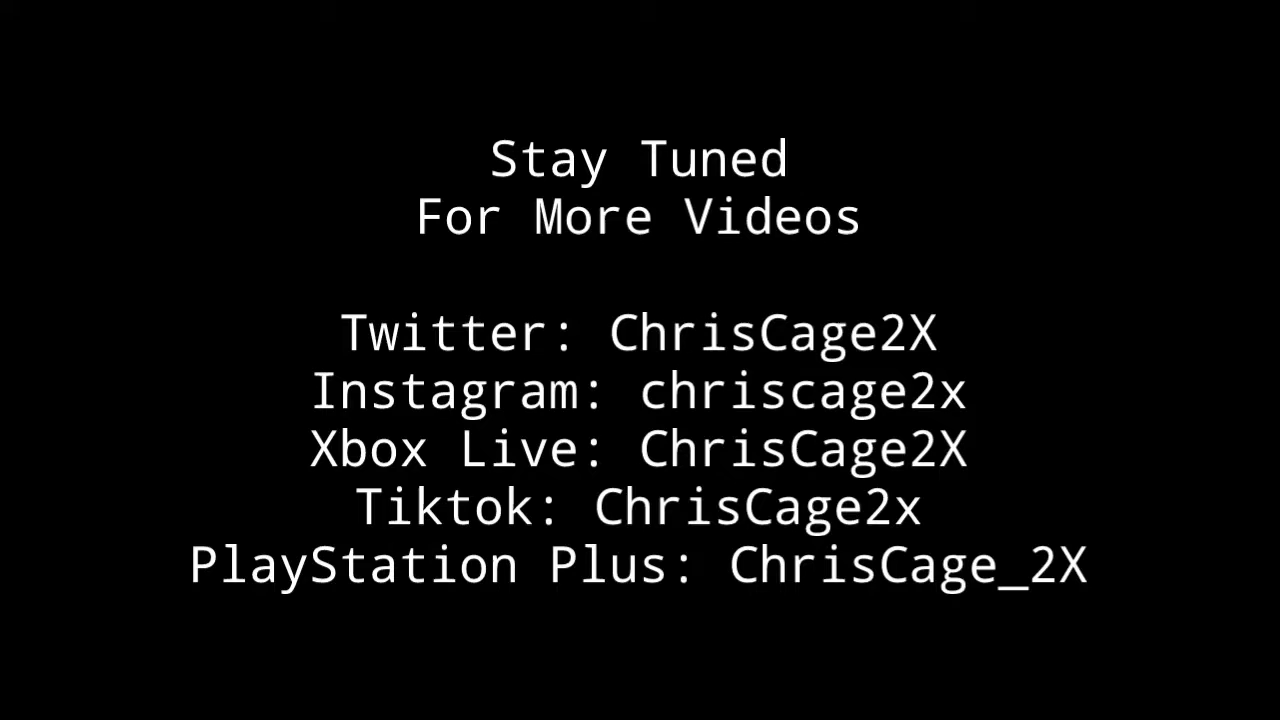 Stay Tuned
For More Videos
Twitter: ChrisCage2X
Instagram: chriscage2x
Xbox Live: ChrisCage2X
Tiktok: ChrisCage2x
PlayStation Plus: ChrisCage_2X